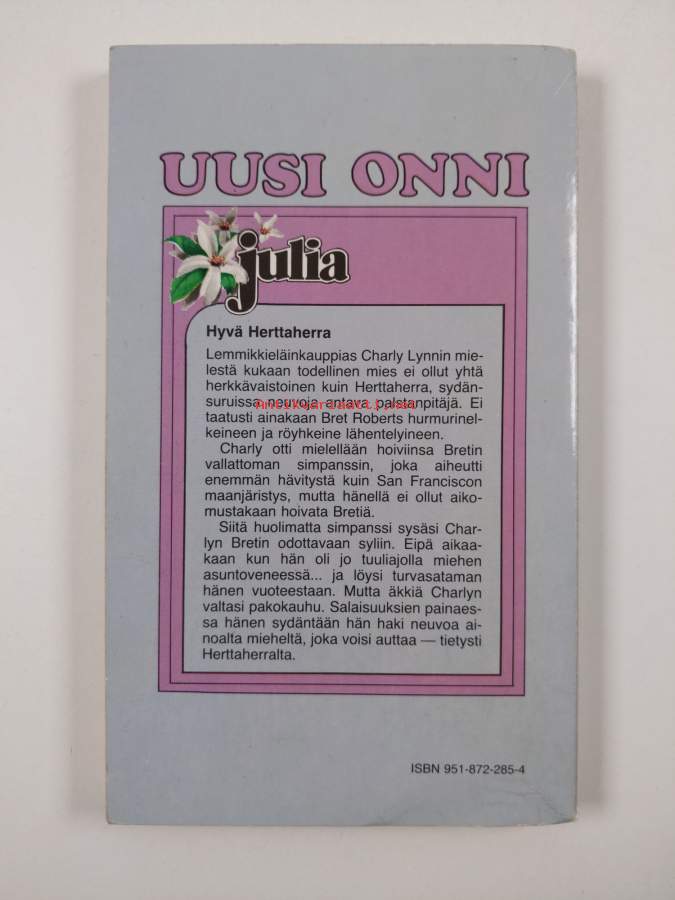 UUSI ONNI
julia
Hyvä Herttaherra
Lemmikkieläinkauppias Charly Lynnin mie-
lestä kukaan todellinen mies ei ollut yhtä
herkkävaistoinen kuin Herttaherra, sydän-
suruissa neuvoja antava palstanpitäjä. Ei
Antikvariaatti.net
taatusti ainakaan Bret Roberts hurmurinel-
keineen ja röyhkeine lähentelyineen.
Charly otti mielellään hoiviinsa Bretin
vallattoman simpanssin, joka aiheutti
enemmän hävitystä kuin San Franciscon
maanjäristys, mutta hänellä ei ollut aiko-
mustakaan hoivata Bretiä.
Siitä huolimatta simpanssi sysäsi Char-
lyn Bretin odottavaan syliin. Eipä aikaa-
kaan kun hän oli jo tuuliajolla miehen
asuntoveneessä... ja löysi turvasataman
hänen vuoteestaan. Mutta äkkiä Charlyn
valtasi pakokauhu. Salaisuuksien painaes-
sa hänen sydäntään hän haki neuvoa ai-
noalta mieheltä, joka voisi auttaa — tietysti
Herttaherralta.
ISBN 951-872-285-4